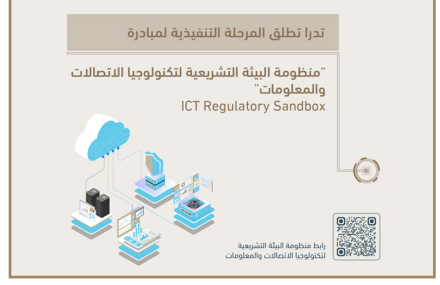 تدرا تطلق المرحلة التنفيذية لمبادرة
"منظومة البيئة التشريعية لتكنولوجيا الاتصالات
والمعلومات"
ICT Regulatory Sandbox
رابط منظومة البيئة التشريعية
لتكنولوجيا الاتصالات والمعلومات